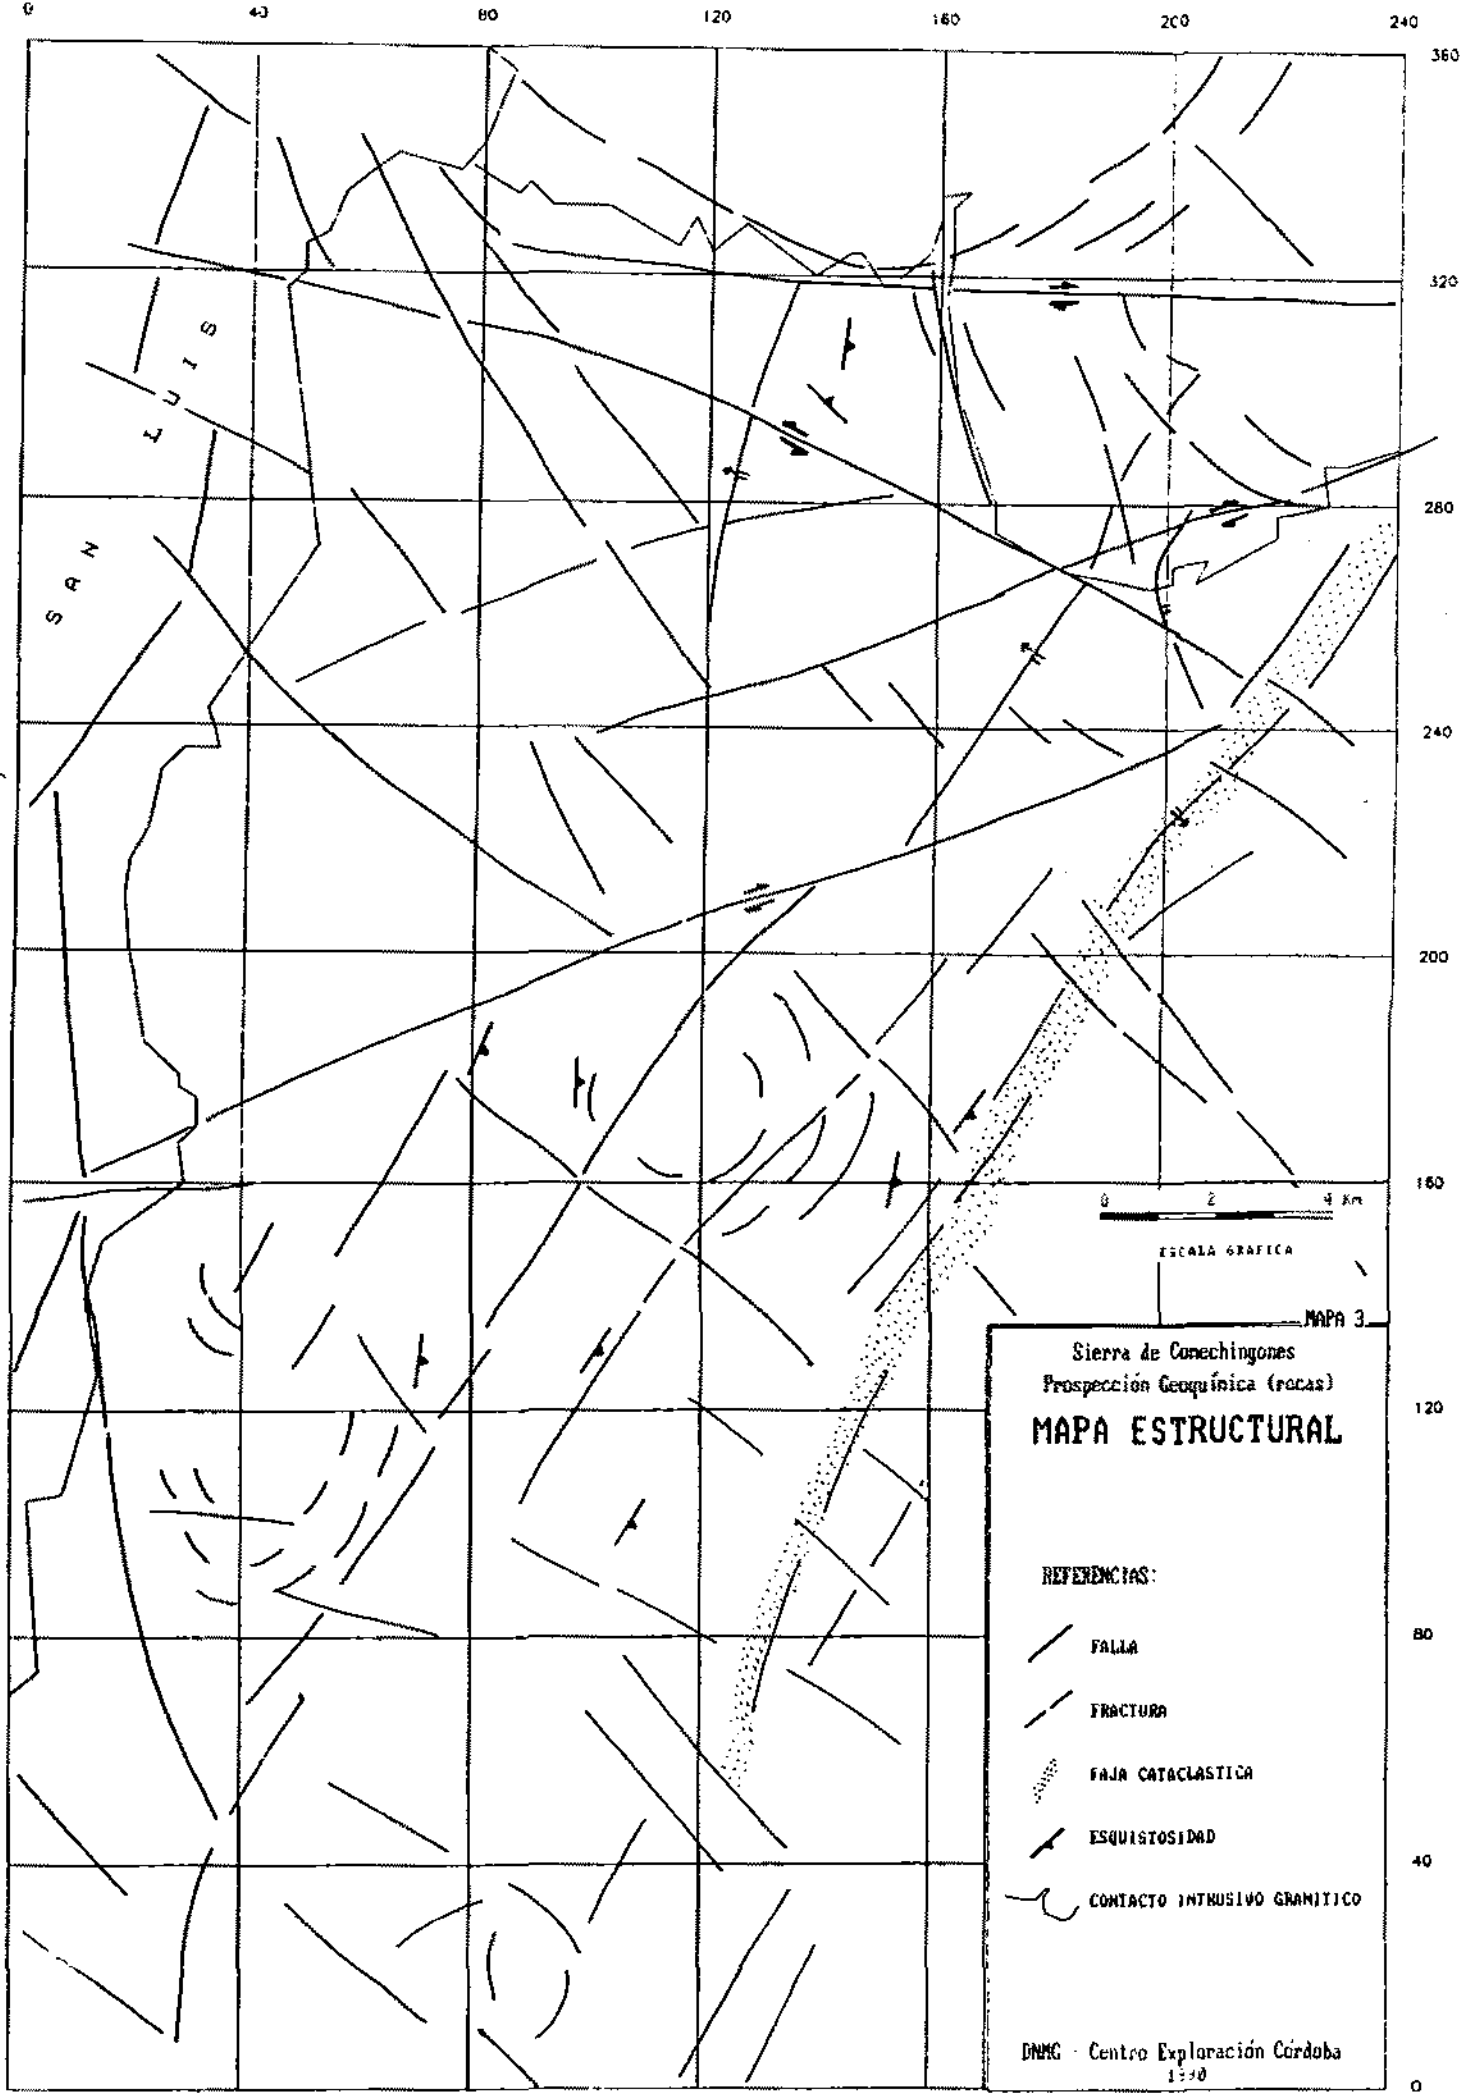 0 40 80 120 160 200 240
360
320
280
240
200
160
120
80
40
0
SAN LUIS
0 2 4 Km
ESCALA GRAFICA
MAPA 3
Sierra de Comechingones
Prospección Geoquímica (rocas)
MAPA ESTRUCTURAL
REFERENCIAS:
FALLA
FRACTURA
FAJA CATACLASTICA
ESQUISTOSIDAD
CONTACTO INTRUSIVO GRANITICO
DNMG - Centro Exploración Córdoba
1990